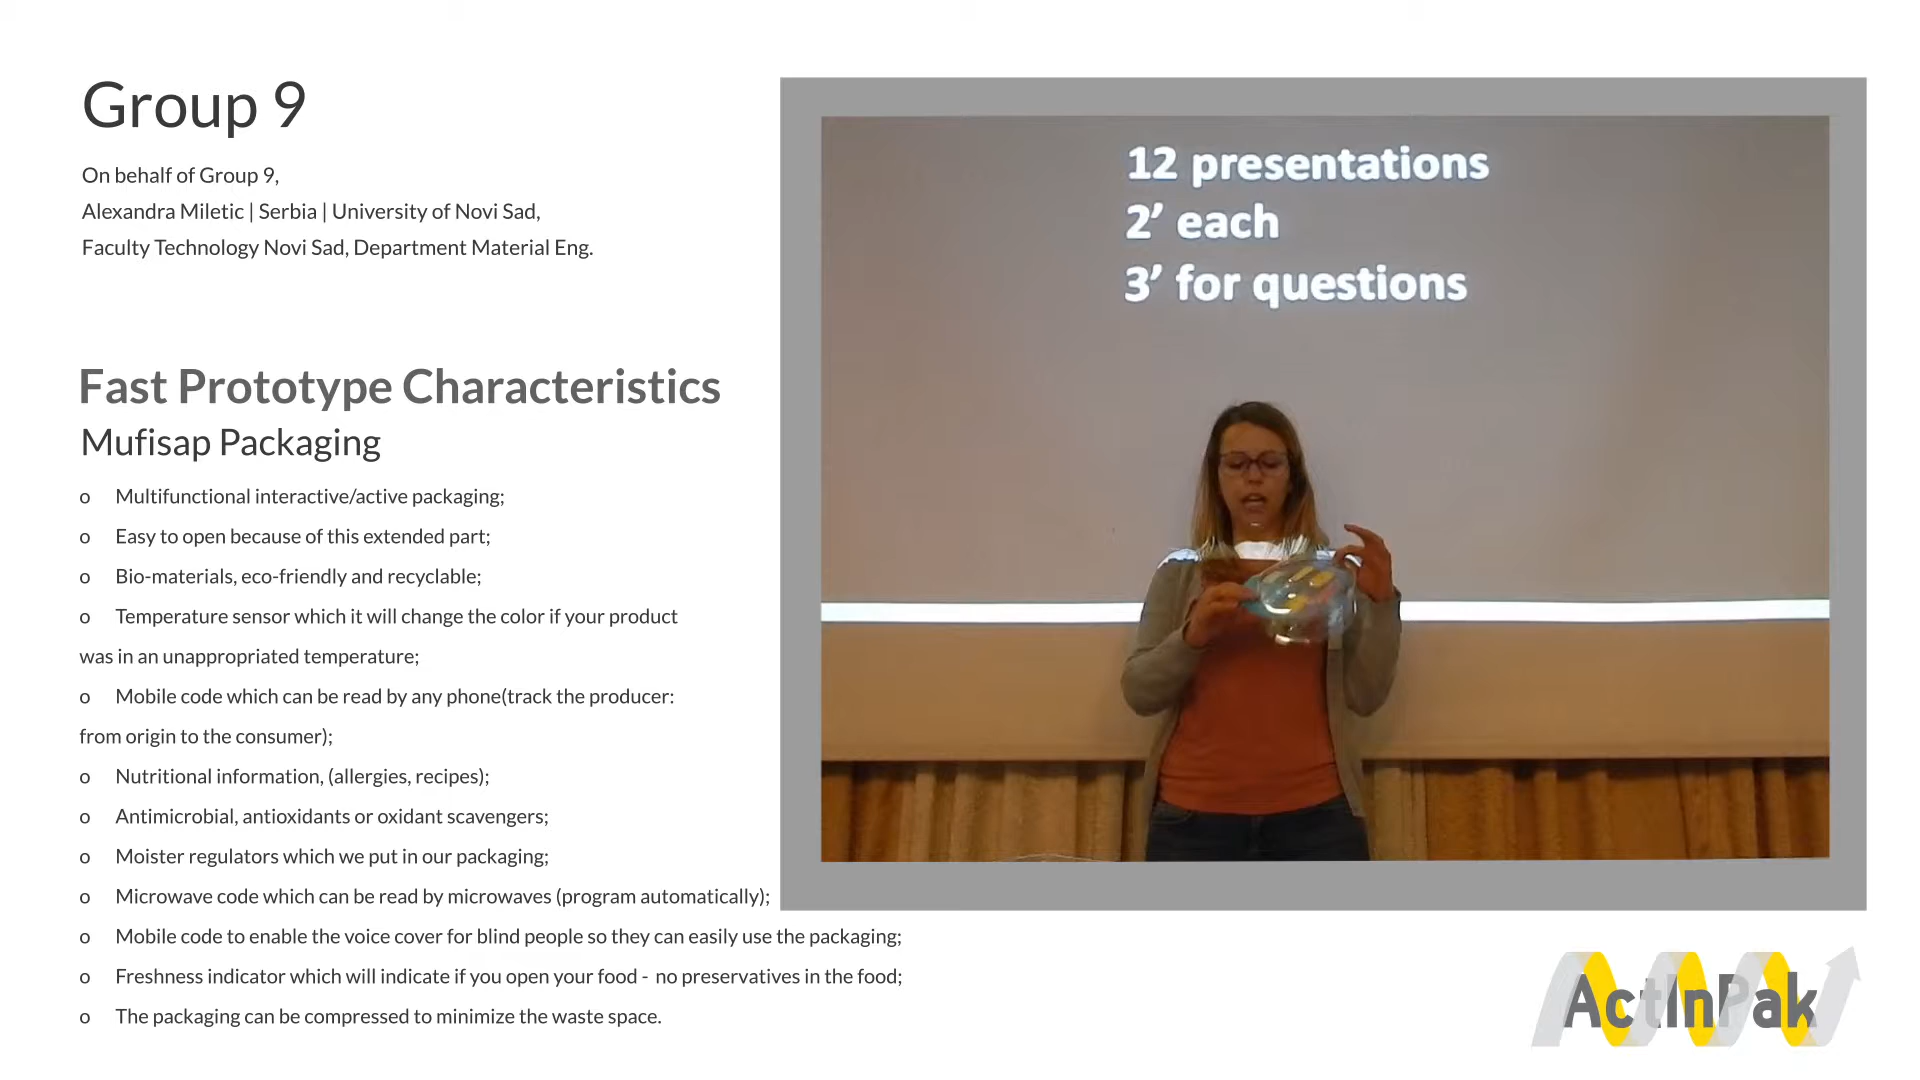 Group 9
On behalf of Group 9,
Alexandra Miletic | Serbia | University of Novi Sad,
Faculty Technology Novi Sad, Department Material Eng.
Fast Prototype Characteristics
Mufisap Packaging
o Multifunctional interactive/active packaging;
o Easy to open because of this extended part;
o Bio-materials, eco-friendly and recyclable;
o Temperature sensor which it will change the color if your product
was in an unappropriated temperature;
o Mobile code which can be read by any phone(track the producer:
from origin to the consumer);
o Nutritional information, (allergies, recipes);
o Antimicrobial, antioxidants or oxidant scavengers;
o Moister regulators which we put in our packaging;
o Microwave code which can be read by microwaves (program automatically);
o Mobile code to enable the voice cover for blind people so they can easily use the packaging;
o Freshness indicator which will indicate if you open your food - no preservatives in the food;
o The packaging can be compressed to minimize the waste space.
12 presentations
2’ each
3’ for questions
ActInPak